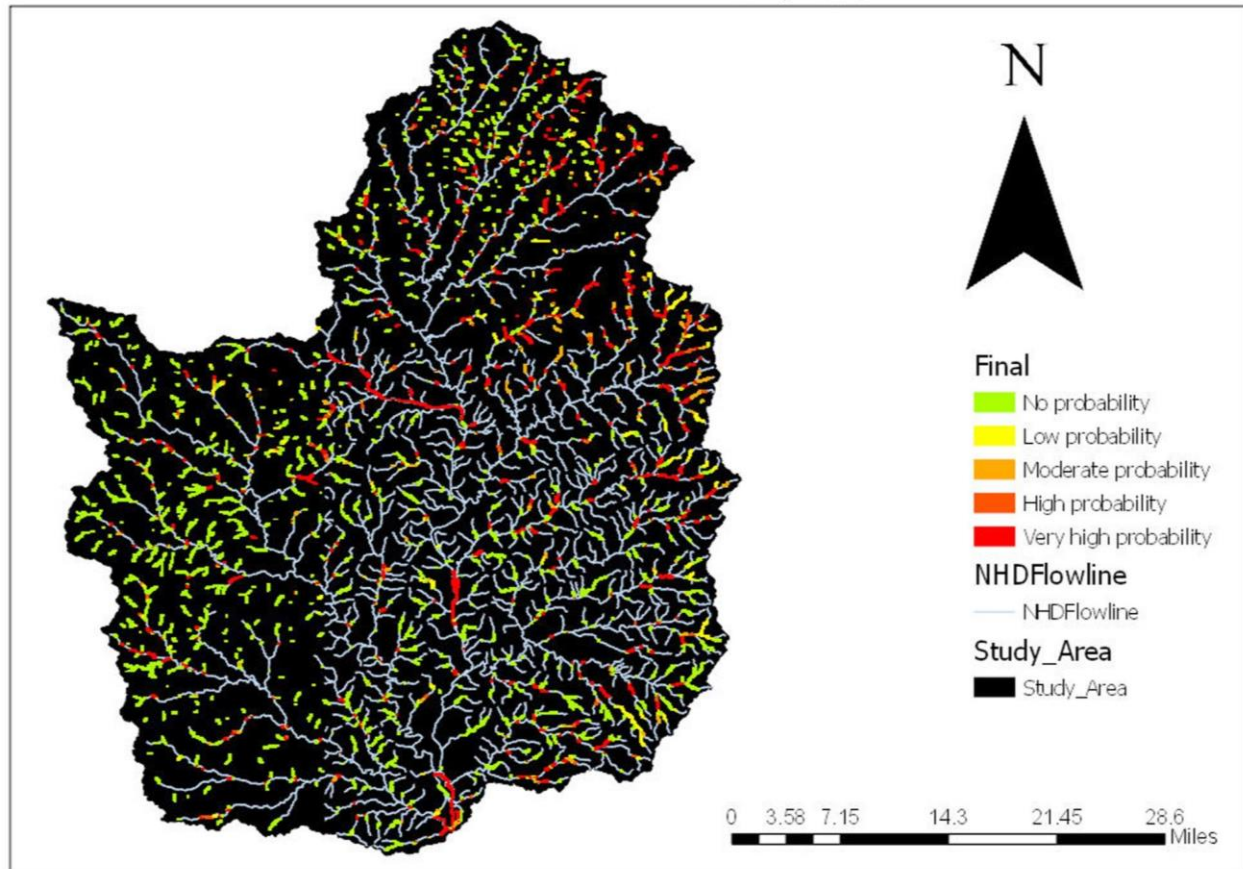 N
Final
No probability
Low probability
Moderate probability
High probability
Very high probability
NHDFlowline
NHDFlowline
Study_Area
Study_Area
0 3.58 7.15 14.3 21.45 28.6
Miles